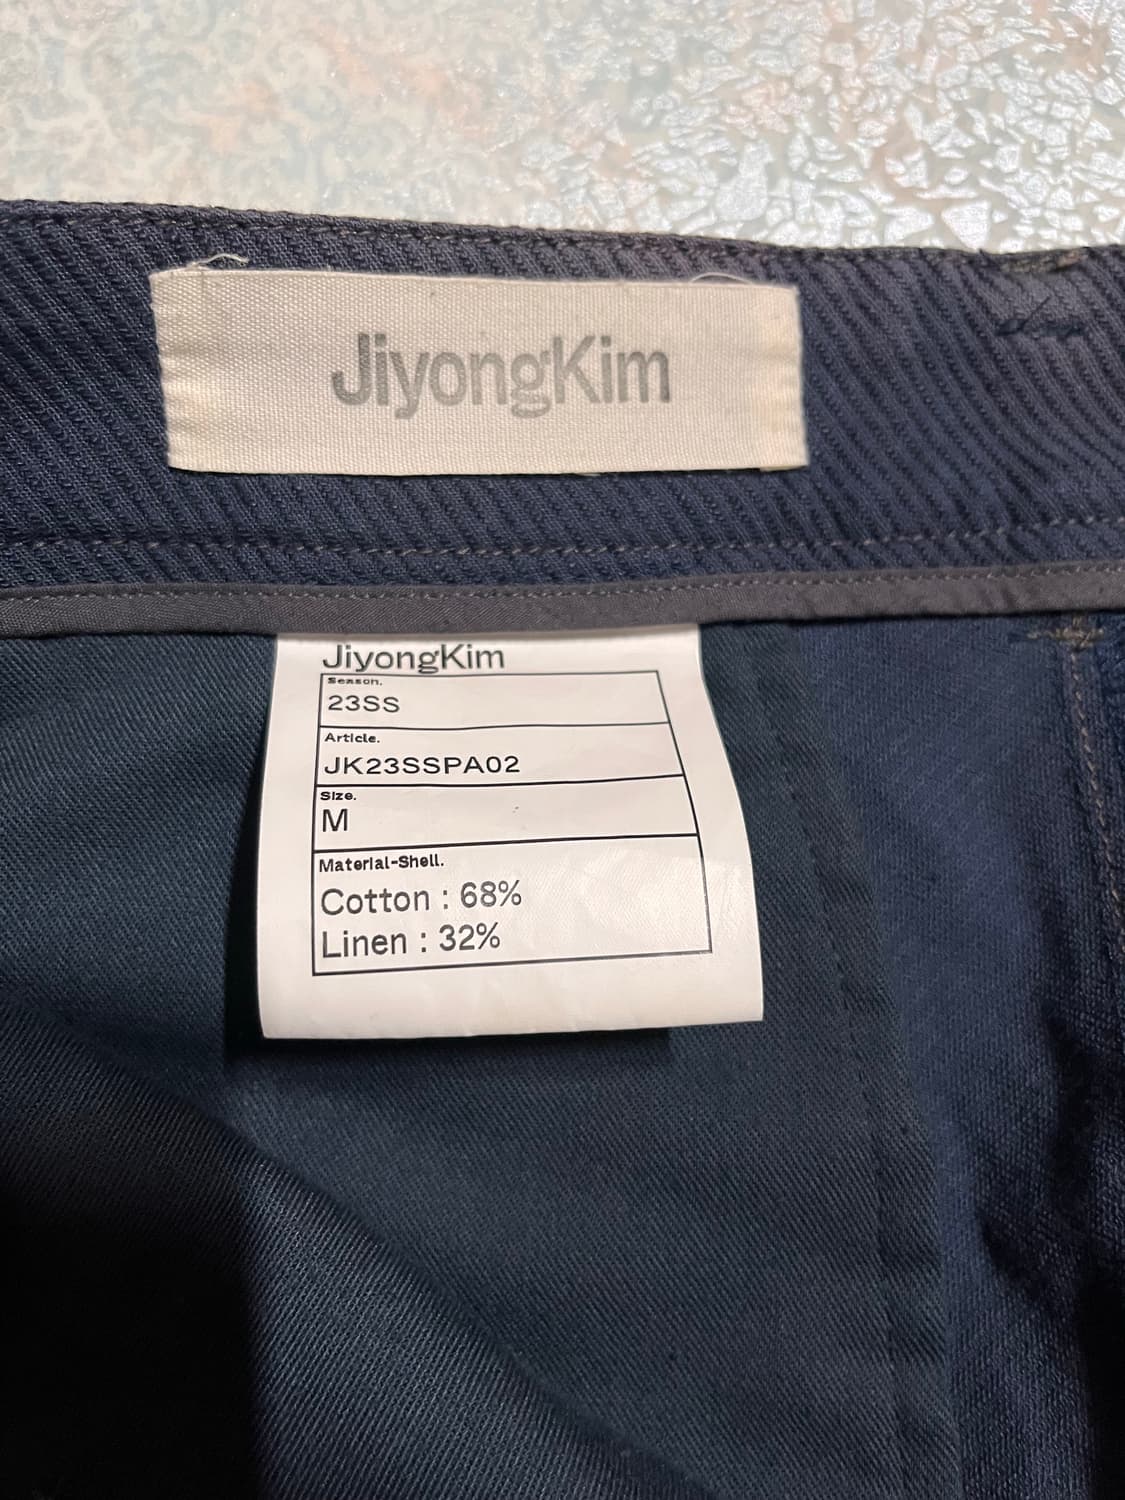 JiyongKim
JiyongKim
Season.
23SS
Article.
JK23SSPA02
Size.
M
Material-Shell.
Cotton : 68%
Linen : 32%